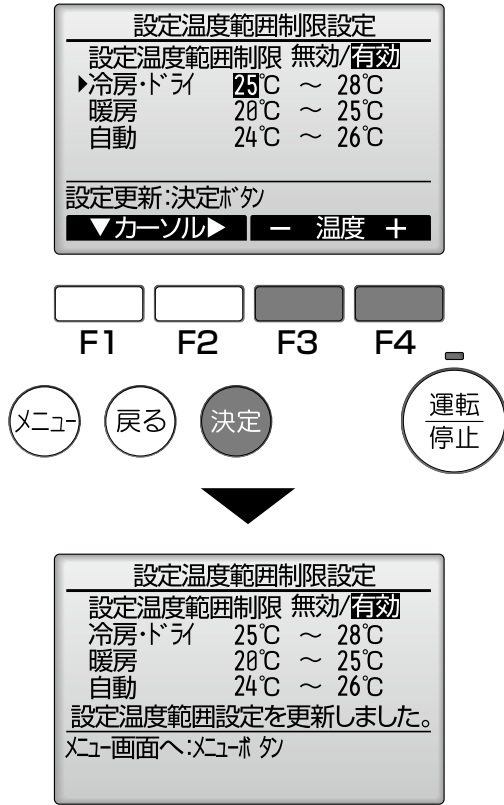 設定温度範囲制限設定
設定温度範囲制限 無効/有効
▶冷房・ドライ 25℃ ～ 28℃
暖房 20℃ ～ 25℃
自動 24℃ ～ 26℃
設定更新:決定ボタン
▼カーソル▶ － 温度 ＋
F1 F2 F3 F4
メニュー 戻る 決定 運転
停止
設定温度範囲制限設定
設定温度範囲制限 無効/有効
冷房・ドライ 25℃ ～ 28℃
暖房 20℃ ～ 25℃
自動 24℃ ～ 26℃
設定温度範囲設定を更新しました。
メニュー画面へ:メニューボタン